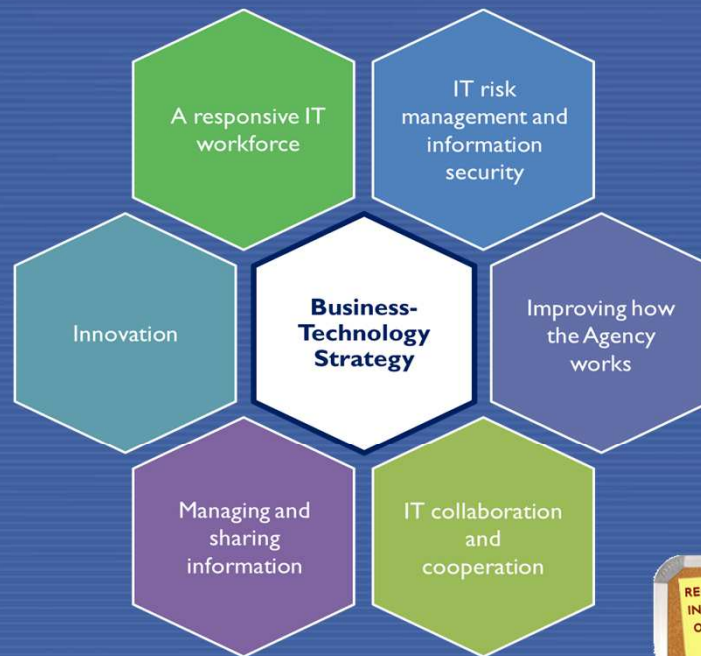 A responsive IT
workforce
IT risk
management and
information
security
Innovation
Business-
Technology
Strategy
Improving how
the Agency
works
Managing and
sharing
information
IT collaboration
and
cooperation